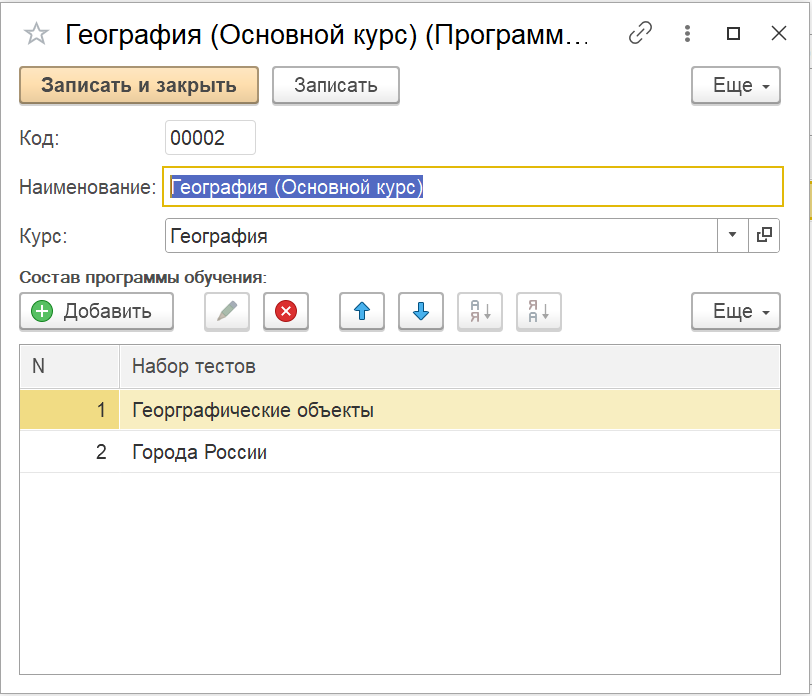 География (Основной курс) (Программ...
Записать и закрыть
Записать
Еще
Код:
00002
Наименование:
География (Основной курс)
Курс:
География
Состав программы обучения:
Добавить
А Я
Я А
Еще
N
Набор тестов
1
Георграфические объекты
2
Города России